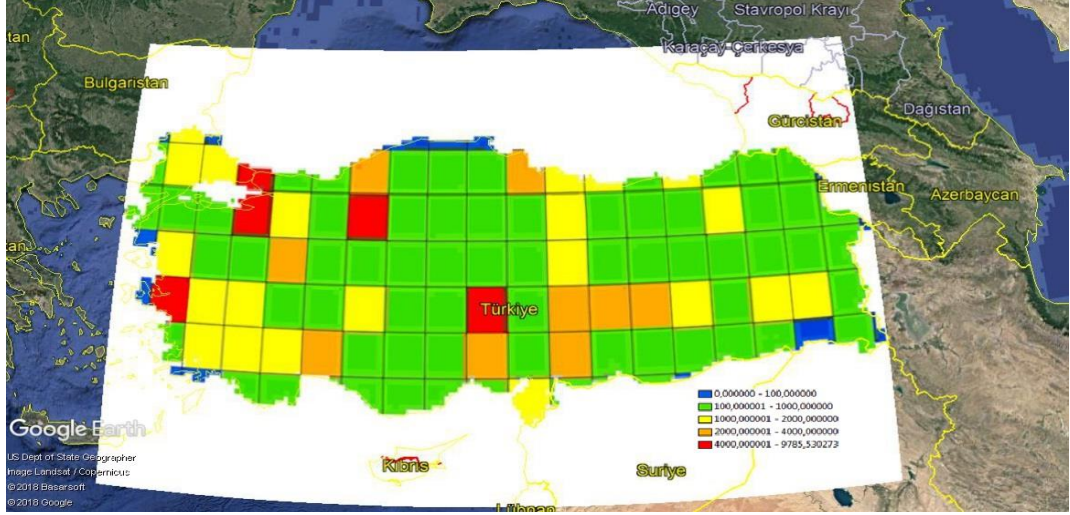 Adigey
Stavropol Krayı
Karaçay-Çerkesya
Bulgaristan
Dağıstan
Gürcistan
Ermenistan
Azerbaycan
Türkiye
0,000000 - 100,000000
100,000001 - 1000,000000
1000,000001 - 2000,000000
2000,000001 - 4000,000000
4000,000001 - 9785,530273
Google Earth
US Dept of State Geographer
Image Landsat / Copernicus
© 2018 Basarsoft
© 2018 Google
Kıbrıs
Suriye
Lübnan